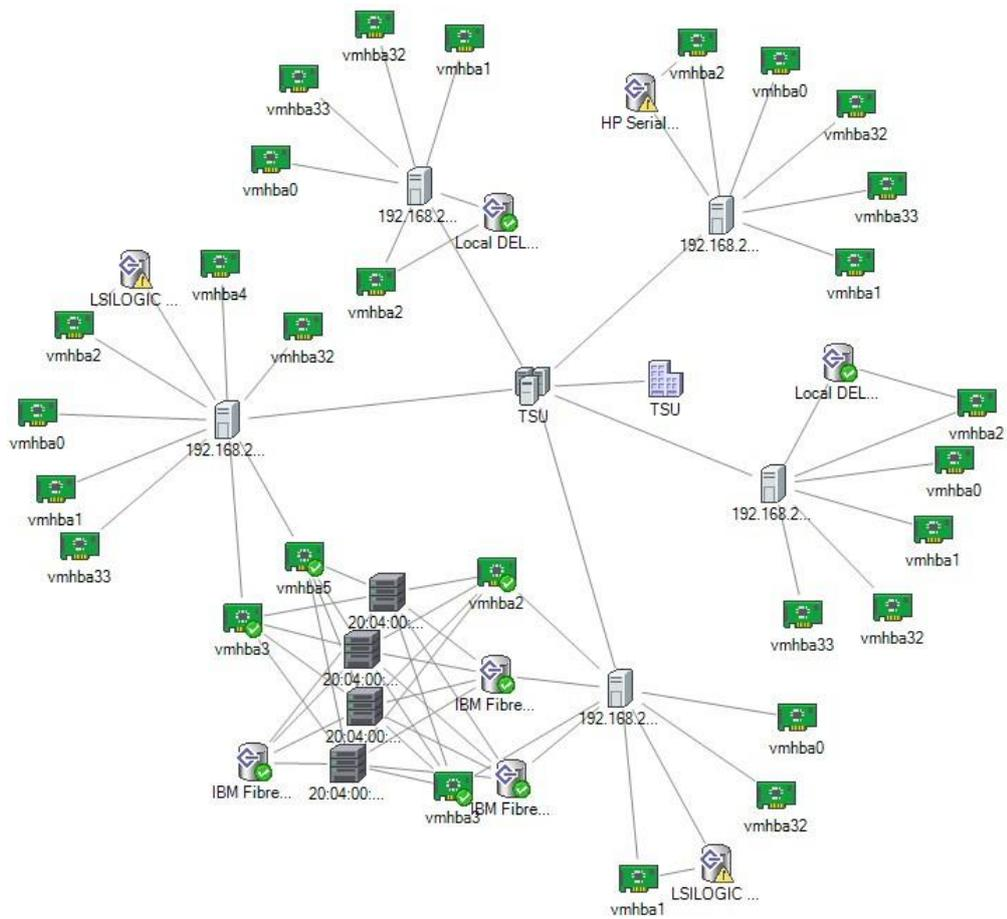 vmhba32
vmhba1
vmhba2
vmhba0
vmhba33
HP Serial...
vmhba32
vmhba0
vmhba33
192.168.2...
Local DEL...
192.168.2...
vmhba1
LSILOGIC ...
vmhba4
vmhba2
vmhba2
vmhba32
Local DEL...
TSU
TSU
vmhba0
192.168.2...
vmhba2
vmhba0
vmhba1
192.168.2...
vmhba1
vmhba33
vmhba5
vmhba2
vmhba33
vmhba32
20:04:00:...
vmhba3
20:04:00:...
IBM Fibre...
192.168.2...
20:04:00:...
vmhba0
IBM Fibre...
20:04:00:...
vmhba3
IBM Fibre...
vmhba32
LSILOGIC ...
vmhba1